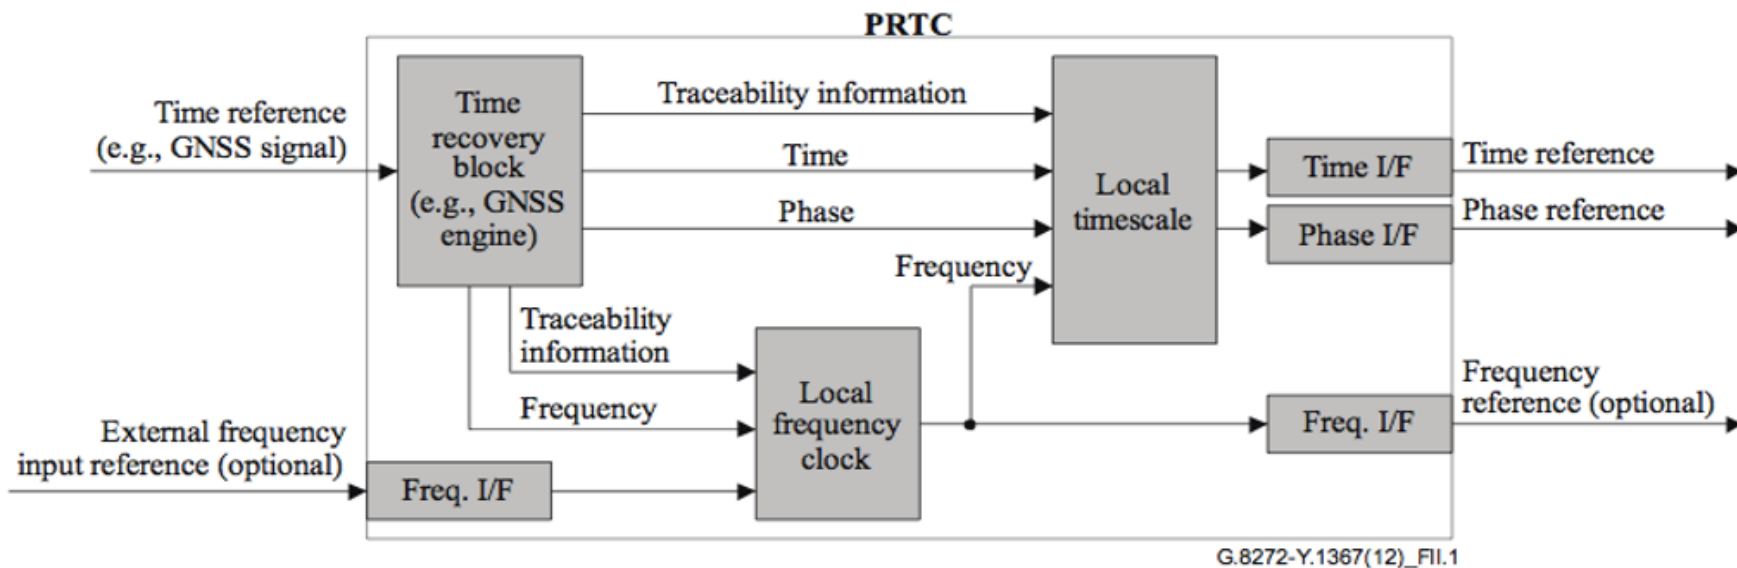 PRTC
Time reference
(e.g., GNSS signal)
Time
recovery
block
(e.g., GNSS
engine)
Traceability information
Time
Phase
Frequency
Local
timescale
Time I/F
Phase I/F
Time reference
Phase reference
Traceability
information
Frequency
Local
frequency
clock
External frequency
input reference (optional)
Freq. I/F
Freq. I/F
Frequency
reference (optional)
G.8272-Y.1367(12)_FII.1